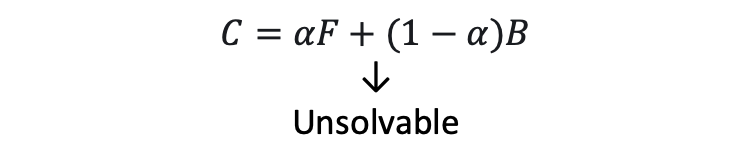 C = αF + (1 − α)B
↓
Unsolvable